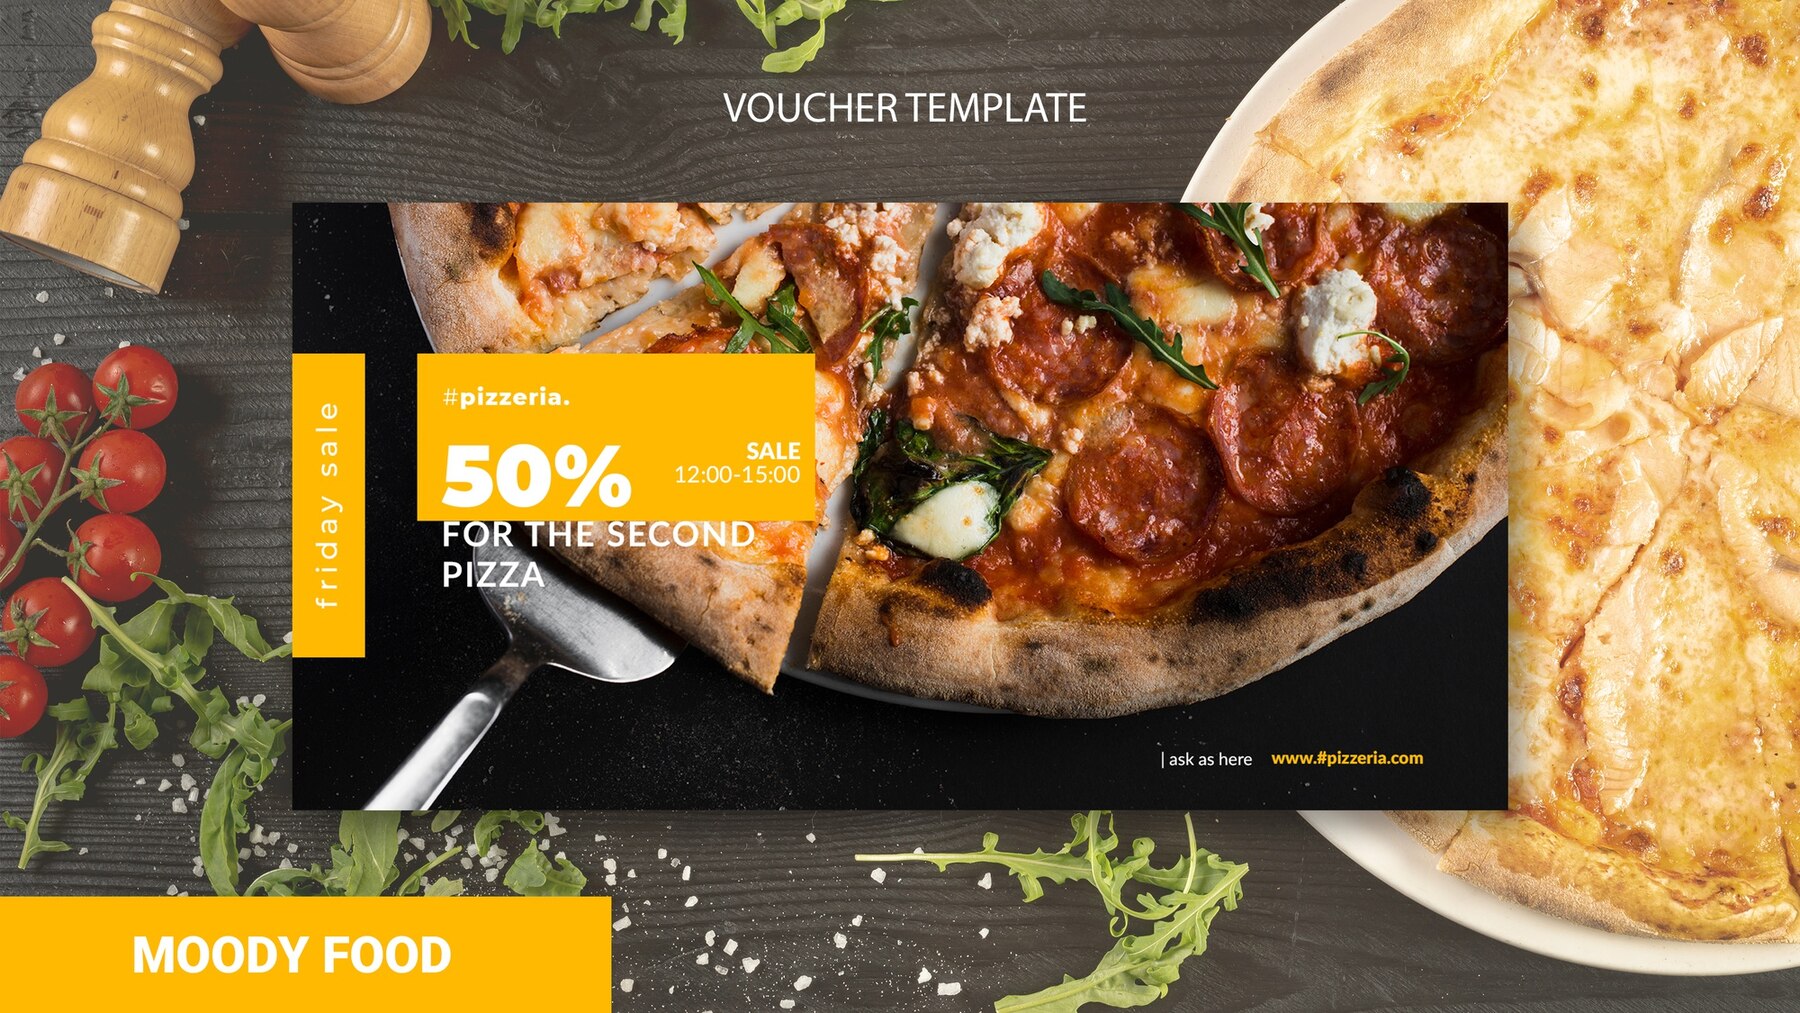 VOUCHER TEMPLATE
friday sale
#pizzeria.
50%
SALE
12:00-15:00
FOR THE SECOND
PIZZA
| ask as here www.#pizzeria.com
MOODY FOOD